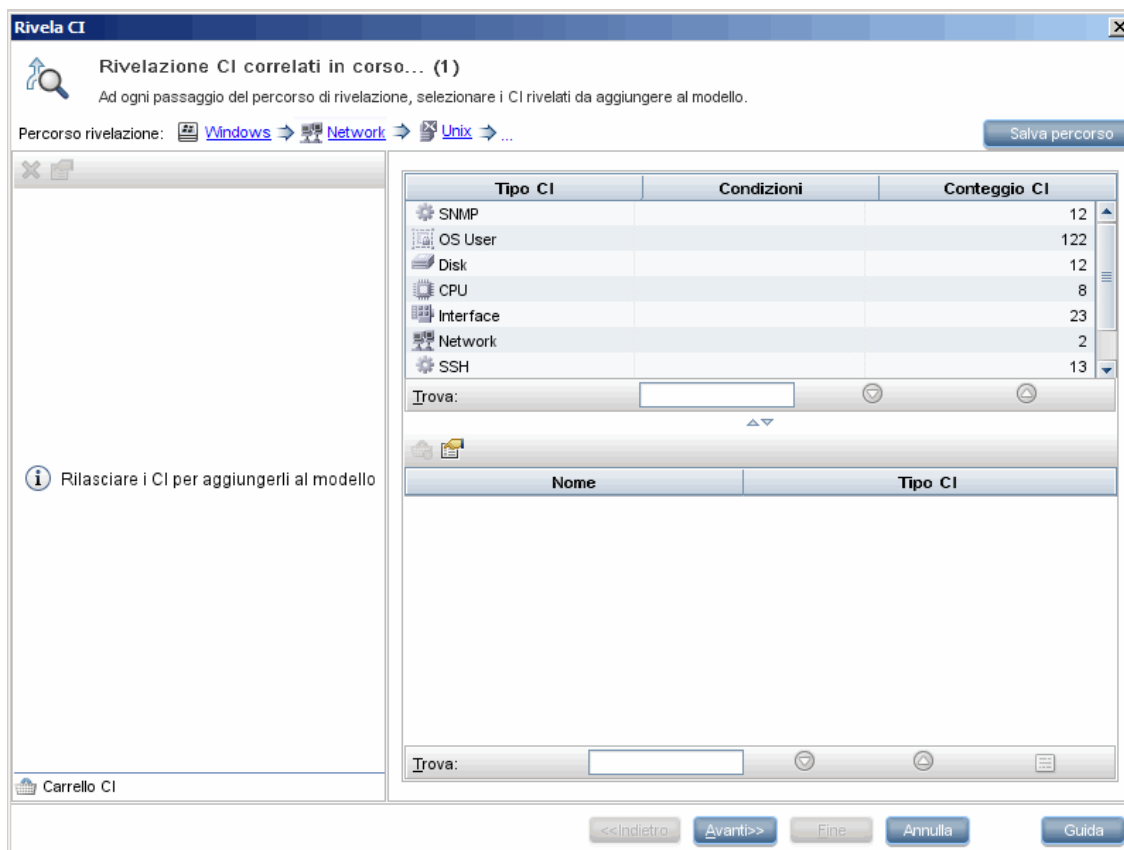 Rivela CI
Rivelazione CI correlati in corso... (1)
Ad ogni passaggio del percorso di rivelazione, selezionare i CI rivelati da aggiungere al modello.
Percorso rivelazione: Windows Network Unix ...
Salva percorso
Tipo CI Condizioni Conteggio CI
SNMP 12
OS User 122
Disk 12
CPU 8
Interface 23
Network 2
SSH 13
Trova:
Rilasciare i CI per aggiungerli al modello
Nome Tipo CI
Trova:
Carrello CI
<<Indietro Avanti>> Fine Annulla Guida